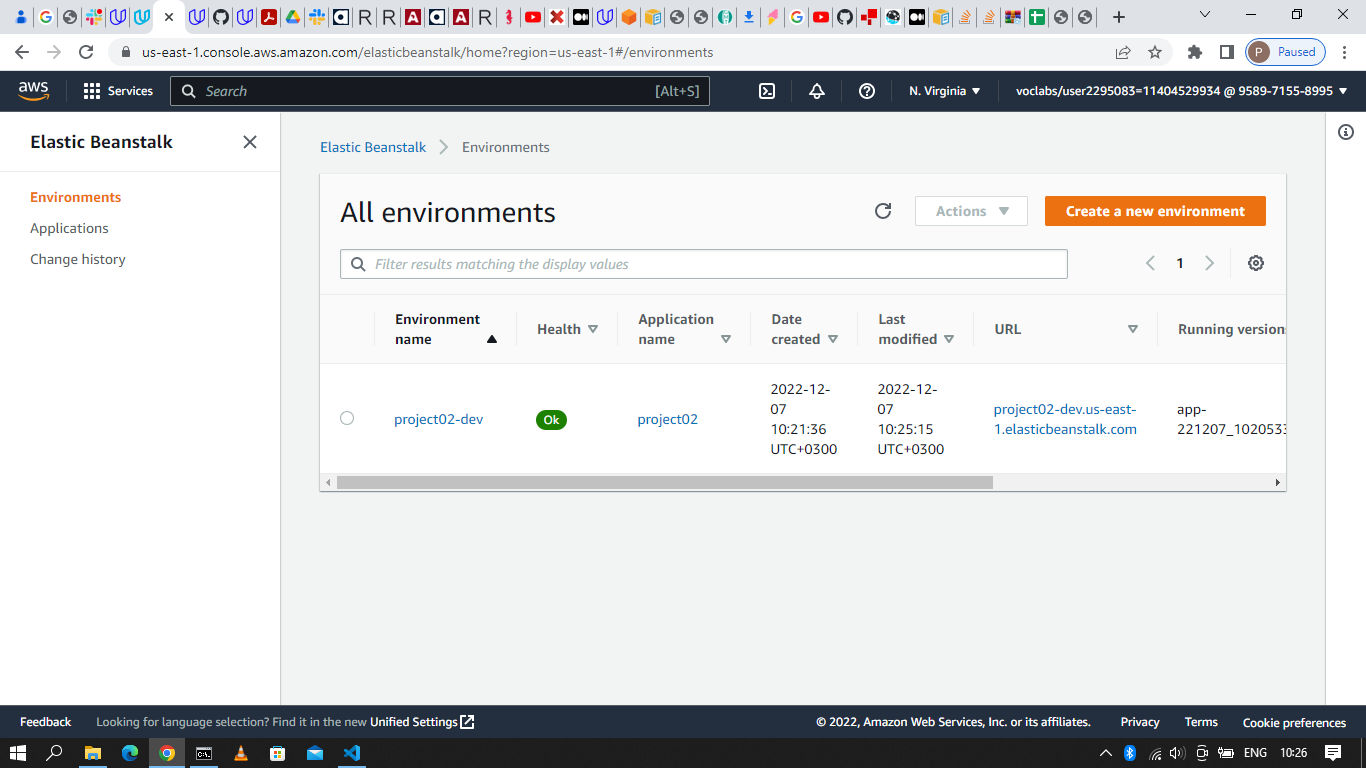 us-east-1.console.aws.amazon.com/elasticbeanstalk/home?region=us-east-1#/environments
P Paused
aws
Services
Search
[Alt+S]
N. Virginia
voclabs/user2295083=11404529934 @ 9589-7155-8995
Elastic Beanstalk
Environments
Applications
Change history
Elastic Beanstalk
Environments
All environments
Actions
Create a new environment
Filter results matching the display values
1
Environment name
Health
Application name
Date created
Last modified
URL
Running versions
project02-dev
Ok
project02
2022-12-
07
10:21:36
UTC+0300
2022-12-
07
10:25:15
UTC+0300
project02-dev.us-east-
1.elasticbeanstalk.com
app-
221207_1020533
Feedback
Looking for language selection? Find it in the new Unified Settings
© 2022, Amazon Web Services, Inc. or its affiliates.
Privacy
Terms
Cookie preferences
ENG
10:26